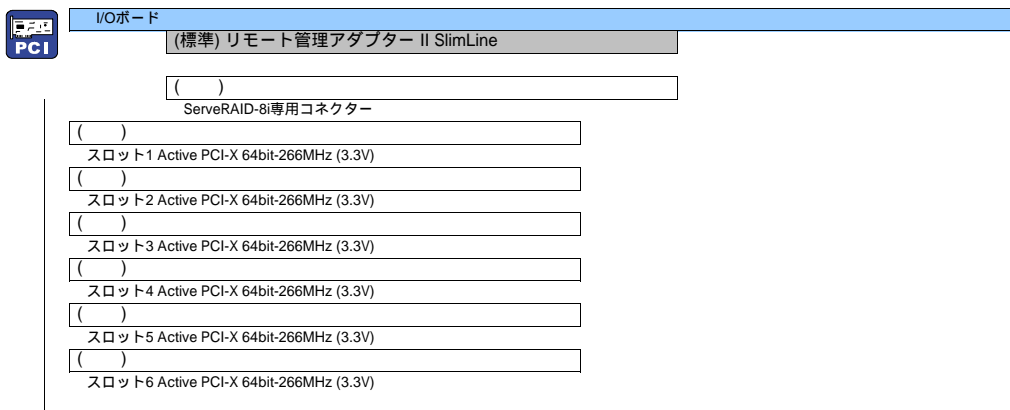 I/Oボード
PCI
(標準) リモート管理アダプター II SlimLine
(　　)
ServeRAID-8i専用コネクター
(　　)
スロット1 Active PCI-X 64bit-266MHz (3.3V)
(　　)
スロット2 Active PCI-X 64bit-266MHz (3.3V)
(　　)
スロット3 Active PCI-X 64bit-266MHz (3.3V)
(　　)
スロット4 Active PCI-X 64bit-266MHz (3.3V)
(　　)
スロット5 Active PCI-X 64bit-266MHz (3.3V)
(　　)
スロット6 Active PCI-X 64bit-266MHz (3.3V)